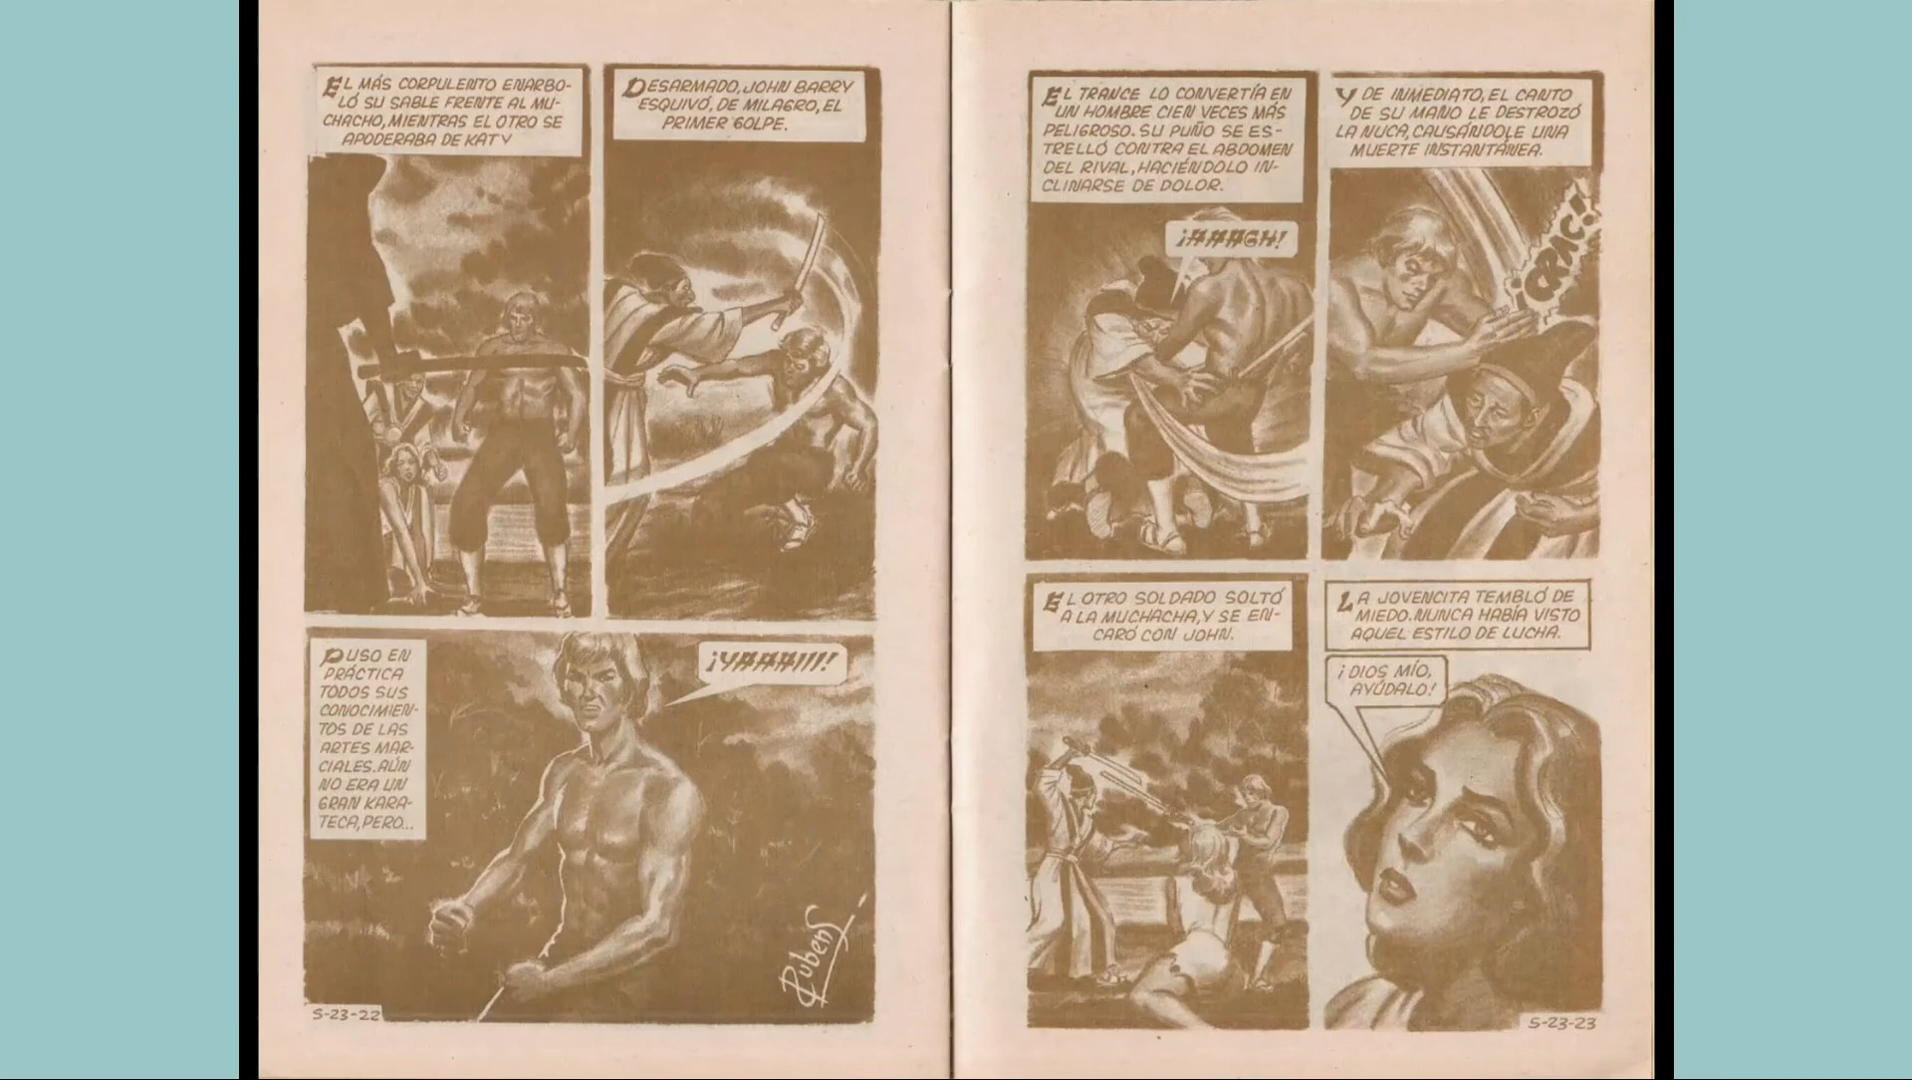 EL MÁS CORPULENTO ENARBO-
LÓ SU SABLE FRENTE AL MU-
CHACHO, MIENTRAS EL OTRO SE
APODERABA DE KATY
DESARMADO, JOHN BARRY
ESQUIVÓ, DE MILAGRO, EL
PRIMER GOLPE.
PUSO EN
PRÁCTICA
TODOS SUS
CONOCIMIEN-
TOS DE LAS
ARTES MAR-
CIALES. AÚN
NO ERA UN
GRAN KARA-
TECA, PERO...
¡YAAAIII!
Rubens
S-23-22
EL TRANCE LO CONVERTÍA EN
UN HOMBRE CIEN VECES MÁS
PELIGROSO. SU PUÑO SE ES-
TRELLÓ CONTRA EL ABDOMEN
DEL RIVAL, HACIÉNDOLO IN-
CLINARSE DE DOLOR.
¡AAAGH!
Y DE INMEDIATO, EL CANTO
DE SU MANO LE DESTROZÓ
LA NUCA, CAUSÁNDOLE UNA
MUERTE INSTANTÁNEA.
¡CRAC!
EL OTRO SOLDADO SOLTÓ
A LA MUCHACHA, Y SE EN-
CARÓ CON JOHN.
LA JOVENCITA TEMBLÓ DE
MIEDO. NUNCA HABÍA VISTO
AQUEL ESTILO DE LUCHA.
¡DIOS MÍO,
AYÚDALO!
S-23-23